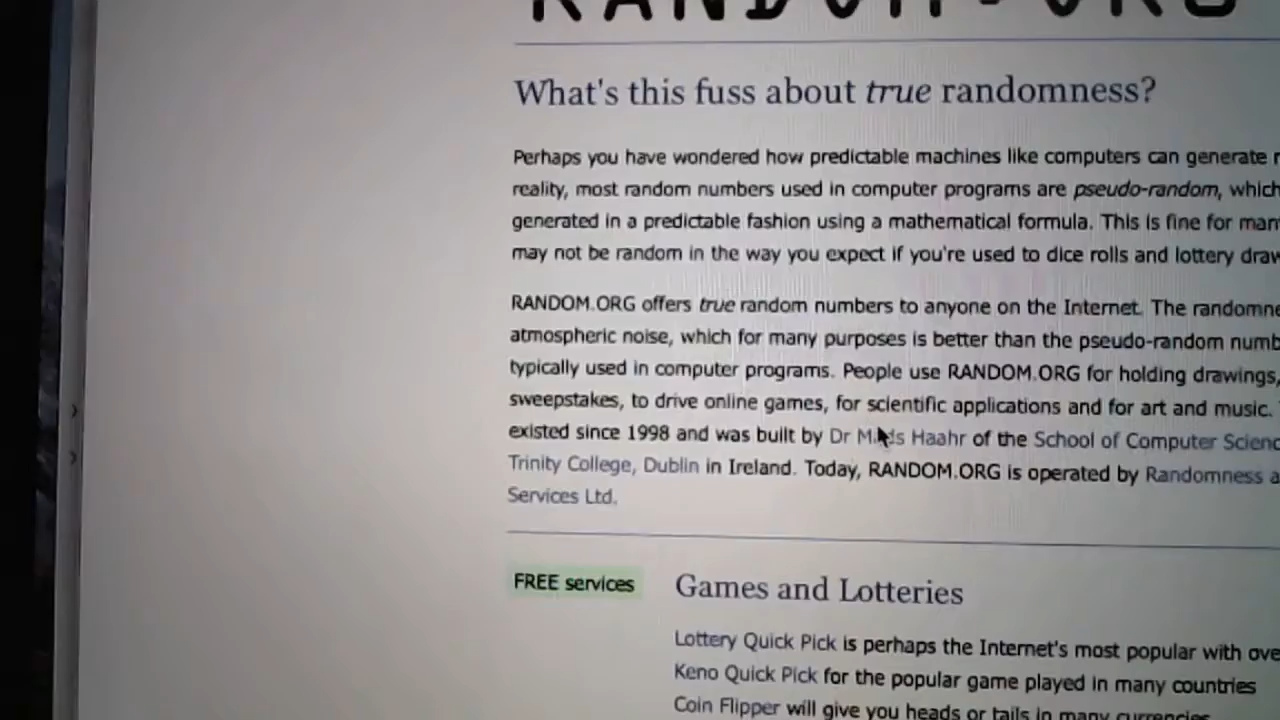 RANDOM.ORG
What's this fuss about true randomness?
Perhaps you have wondered how predictable machines like computers can generate
reality, most random numbers used in computer programs are pseudo-random, which
generated in a predictable fashion using a mathematical formula. This is fine for
may not be random in the way you expect if you're used to dice rolls and lottery
RANDOM.ORG offers true random numbers to anyone on the Internet. The
atmospheric noise, which for many purposes is better than the pseudo-random
typically used in computer programs. People use RANDOM.ORG for holding drawings,
sweepstakes, to drive online games, for scientific applications and for art and music.
existed since 1998 and was built by Dr Mads Haahr of the School of Computer
Trinity College, Dublin in Ireland. Today, RANDOM.ORG is operated by Randomness
Services Ltd.
FREE services
Games and Lotteries
Lottery Quick Pick is perhaps the Internet's most popular with
Keno Quick Pick for the popular game played in many countries
Coin Flipper will give you heads or tails in many currencies